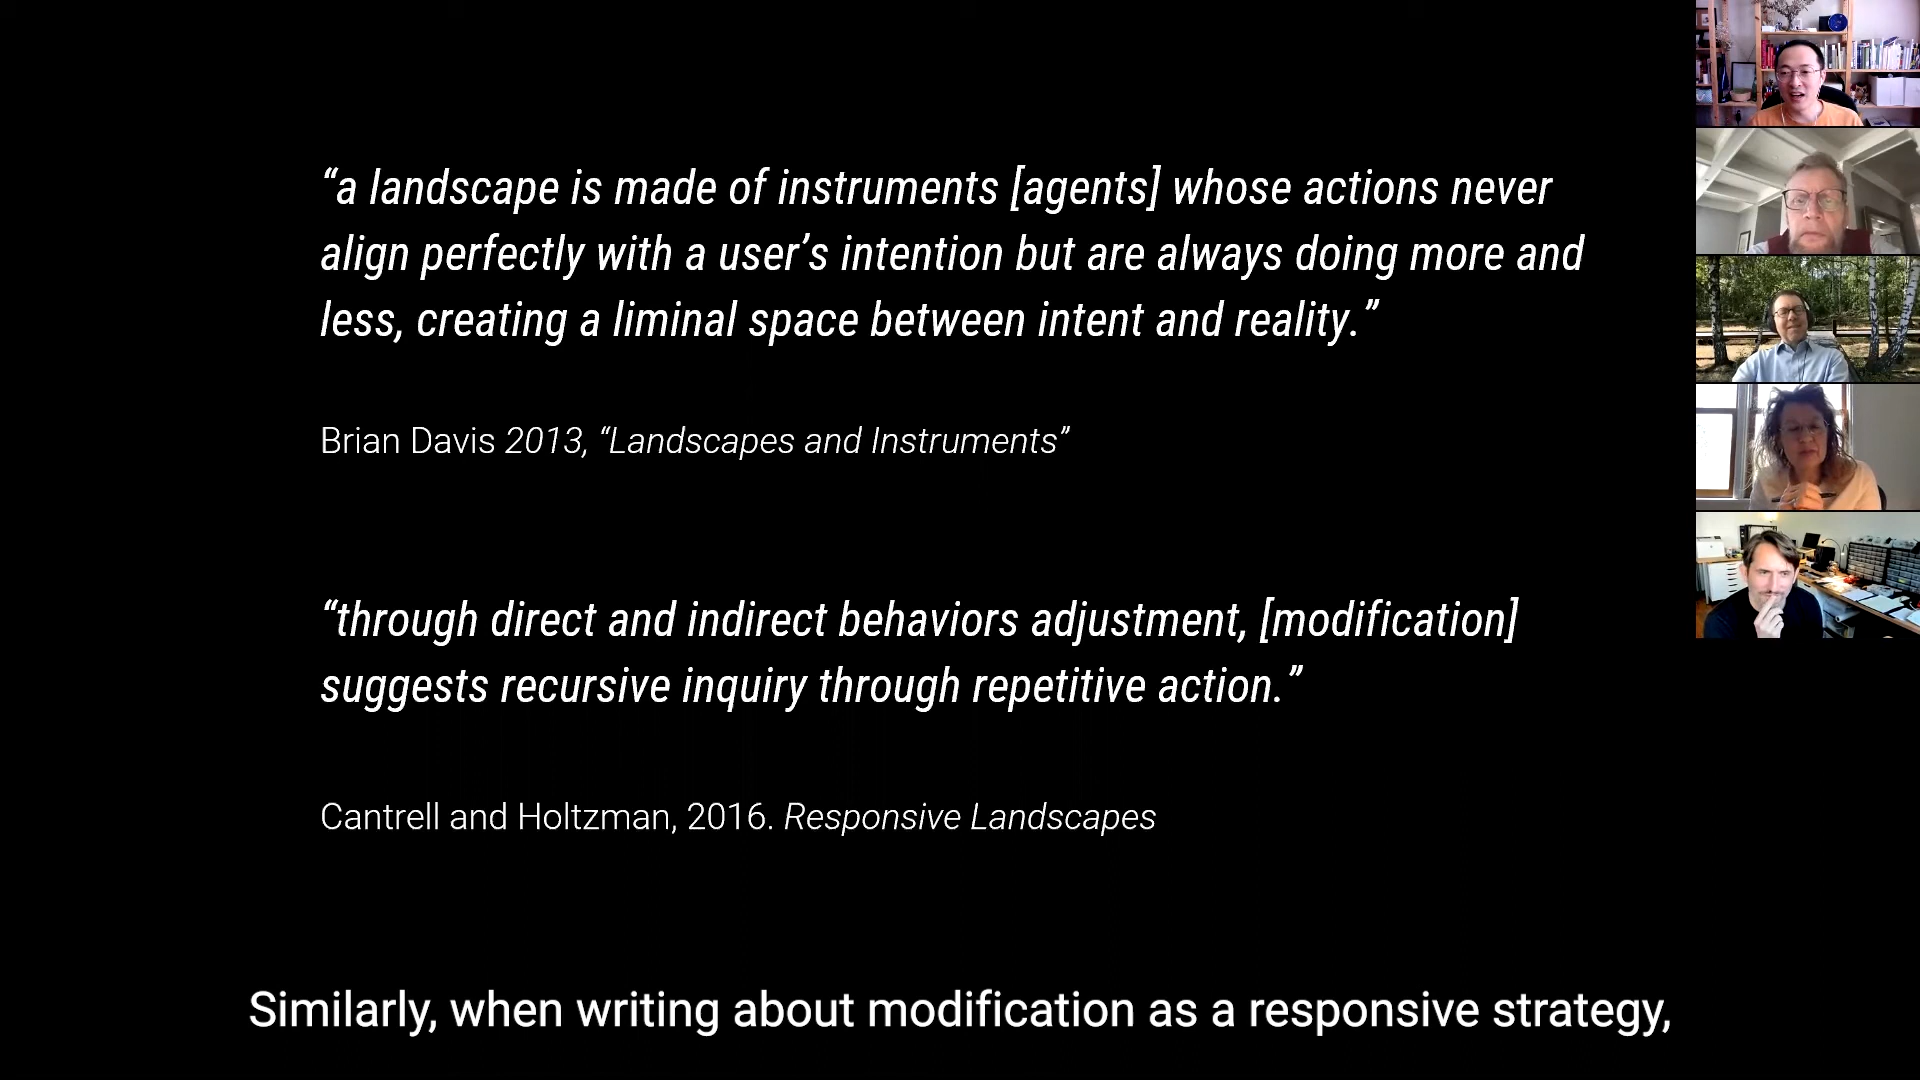 “a landscape is made of instruments [agents] whose actions never
align perfectly with a user’s intention but are always doing more and
less, creating a liminal space between intent and reality.”
Brian Davis 2013, “Landscapes and Instruments”
“through direct and indirect behaviors adjustment, [modification]
suggests recursive inquiry through repetitive action.”
Cantrell and Holtzman, 2016. Responsive Landscapes
Similarly, when writing about modification as a responsive strategy,